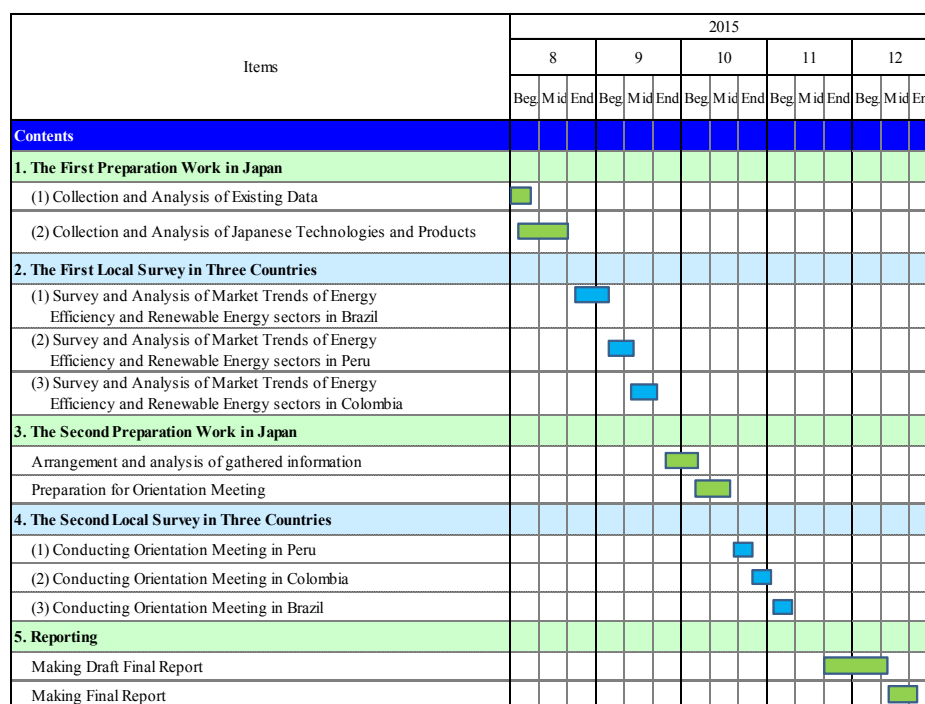 2015
Items
8 9 10 11 12
Beg. Mid End Beg. Mid End Beg. Mid End Beg. Mid End Beg. Mid En
Contents
1. The First Preparation Work in Japan
(1) Collection and Analysis of Existing Data
(2) Collection and Analysis of Japanese Technologies and Products
2. The First Local Survey in Three Countries
(1) Survey and Analysis of Market Trends of Energy
Efficiency and Renewable Energy sectors in Brazil
(2) Survey and Analysis of Market Trends of Energy
Efficiency and Renewable Energy sectors in Peru
(3) Survey and Analysis of Market Trends of Energy
Efficiency and Renewable Energy sectors in Colombia
3. The Second Preparation Work in Japan
Arrangement and analysis of gathered information
Preparation for Orientation Meeting
4. The Second Local Survey in Three Countries
(1) Conducting Orientation Meeting in Peru
(2) Conducting Orientation Meeting in Colombia
(3) Conducting Orientation Meeting in Brazil
5. Reporting
Making Draft Final Report
Making Final Report